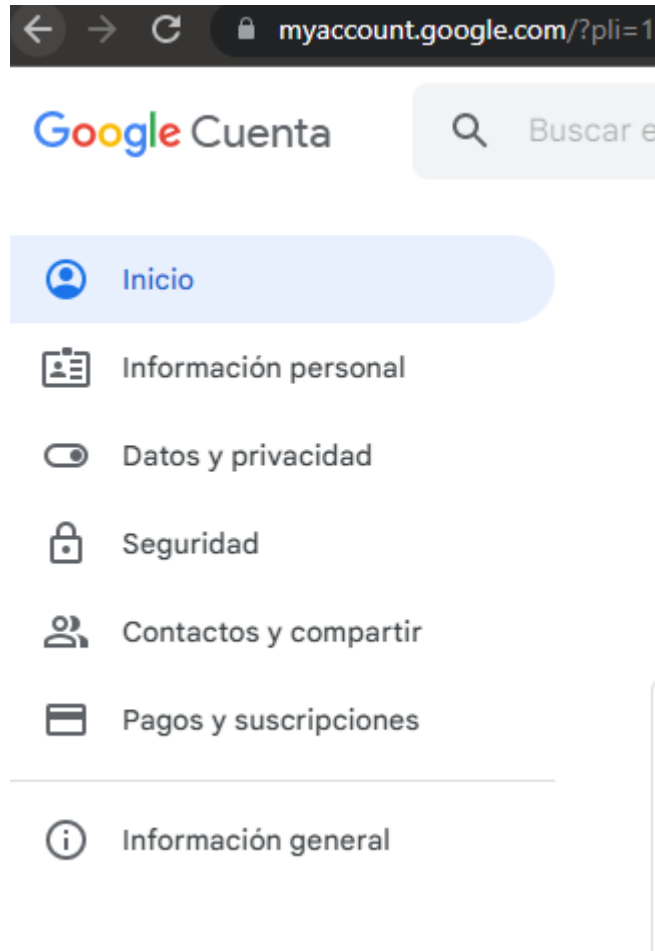 myaccount.google.com/?pli=1
Google Cuenta
Buscar e
Inicio
Información personal
Datos y privacidad
Seguridad
Contactos y compartir
Pagos y suscripciones
Información general